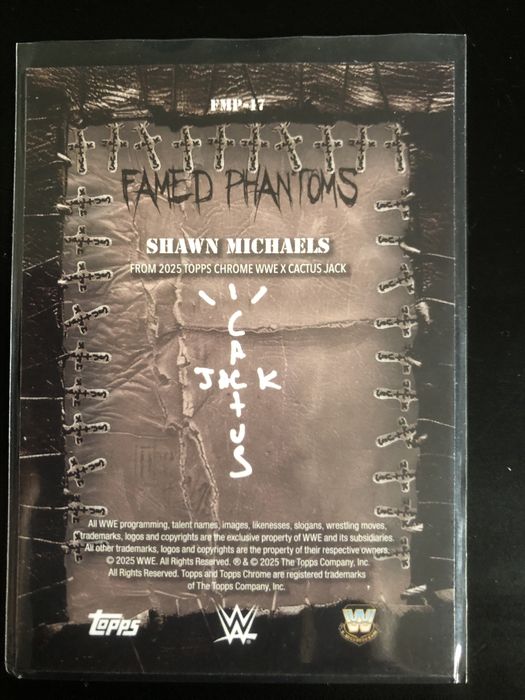 FMP-17
FAMED PHANTOMS
SHAWN MICHAELS
FROM 2025 TOPPS CHROME WWE X CACTUS JACK
CACTUS
JACK
All WWE programming, talent names, images, likenesses, slogans, wrestling moves,
trademarks, logos and copyrights are the exclusive property of WWE and its subsidiaries.
All other trademarks, logos and copyrights are the property of their respective owners.
© 2025 WWE. All Rights Reserved. ® & © 2025 The Topps Company, Inc.
All Rights Reserved. Topps and Topps Chrome are registered trademarks
of The Topps Company, Inc.
topps
W
W